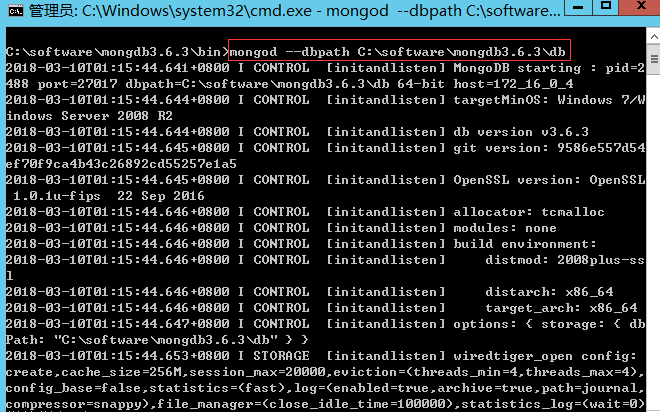 管理员: C:\Windows\system32\cmd.exe - mongod  --dbpath C:\software\mongdb3.6.3...
C:\software\mongdb3.6.3\bin>mongod --dbpath C:\software\mongdb3.6.3\db
2018-03-10T01:15:44.641+0800 I CONTROL  [initandlisten] MongoDB starting : pid=2
488 port=27017 dbpath=C:\software\mongdb3.6.3\db 64-bit host=172_16_0_4
2018-03-10T01:15:44.644+0800 I CONTROL  [initandlisten] targetMinOS: Windows 7/W
indows Server 2008 R2
2018-03-10T01:15:44.644+0800 I CONTROL  [initandlisten] db version v3.6.3
2018-03-10T01:15:44.645+0800 I CONTROL  [initandlisten] git version: 9586e557d54
ef70f9ca4b43c26892cd55257e1a5
2018-03-10T01:15:44.645+0800 I CONTROL  [initandlisten] OpenSSL version: OpenSSL
 1.0.1u-fips  22 Sep 2016
2018-03-10T01:15:44.646+0800 I CONTROL  [initandlisten] allocator: tcmalloc
2018-03-10T01:15:44.646+0800 I CONTROL  [initandlisten] modules: none
2018-03-10T01:15:44.646+0800 I CONTROL  [initandlisten] build environment:
2018-03-10T01:15:44.646+0800 I CONTROL  [initandlisten]     distmod: 2008plus-ss
l
2018-03-10T01:15:44.646+0800 I CONTROL  [initandlisten]     distarch: x86_64
2018-03-10T01:15:44.646+0800 I CONTROL  [initandlisten]     target_arch: x86_64
2018-03-10T01:15:44.647+0800 I CONTROL  [initandlisten] options: { storage: { db
Path: "C:\software\mongdb3.6.3\db" } }
2018-03-10T01:15:44.653+0800 I STORAGE  [initandlisten] wiredtiger_open config:
create,cache_size=256M,session_max=20000,eviction=(threads_min=4,threads_max=4),
config_base=false,statistics=(fast),log=(enabled=true,archive=true,path=journal,
compressor=snappy),file_manager=(close_idle_time=100000),statistics_log=(wait=0)